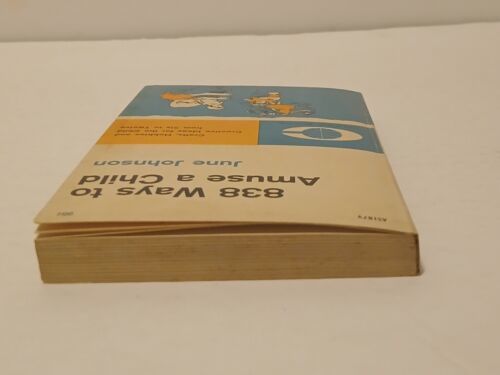 838 Ways to
Amuse a Child
June Johnson
Crafts, Hobbies and
Creative Ideas for the Child
from Six to Twelve